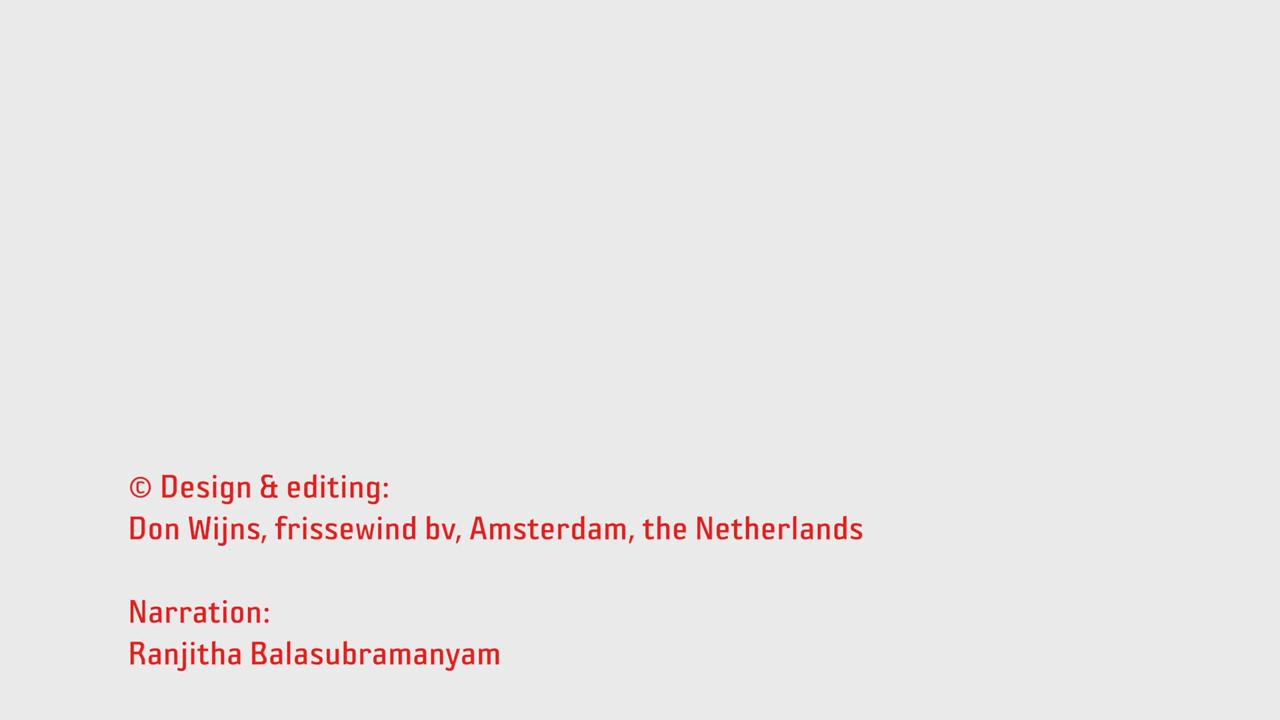 © Design & editing:
Don Wijns, frissewind bv, Amsterdam, the Netherlands
Narration:
Ranjitha Balasubramanyam